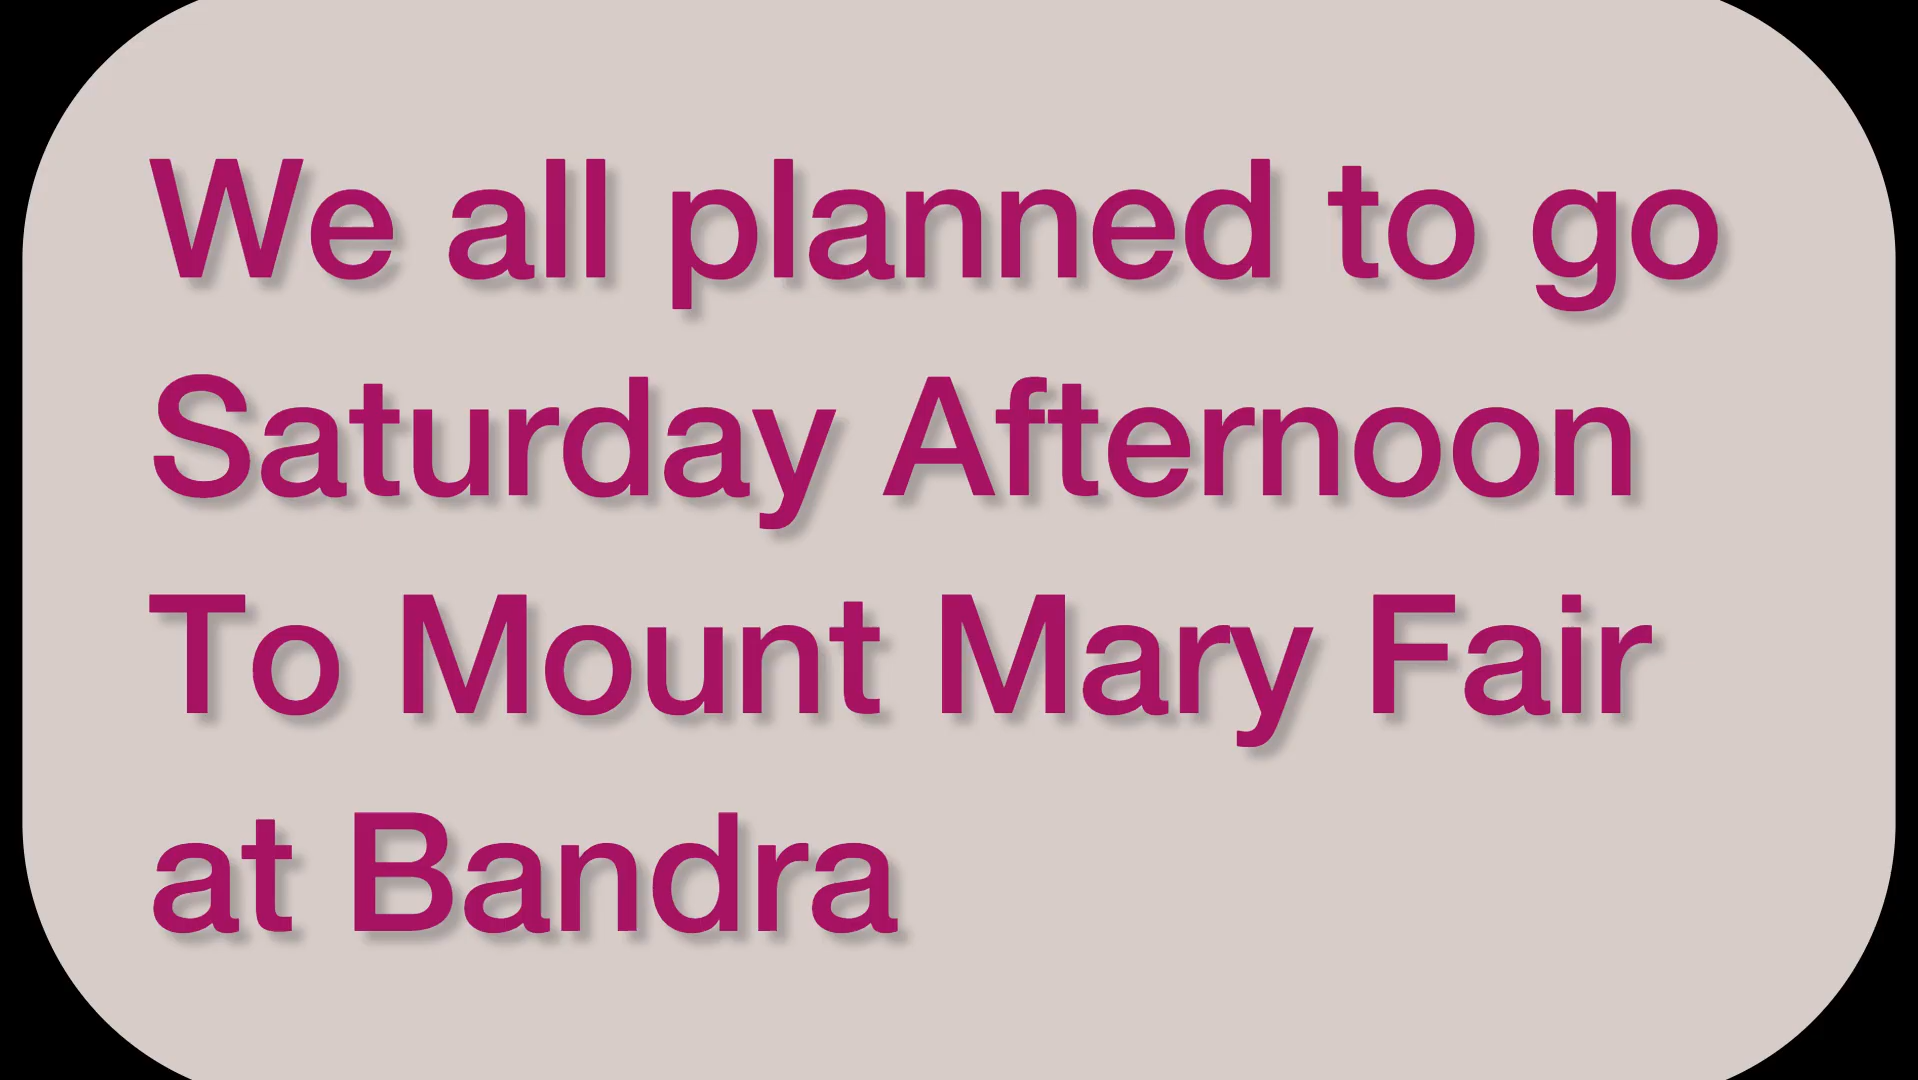 We all planned to go
Saturday Afternoon
To Mount Mary Fair
at Bandra